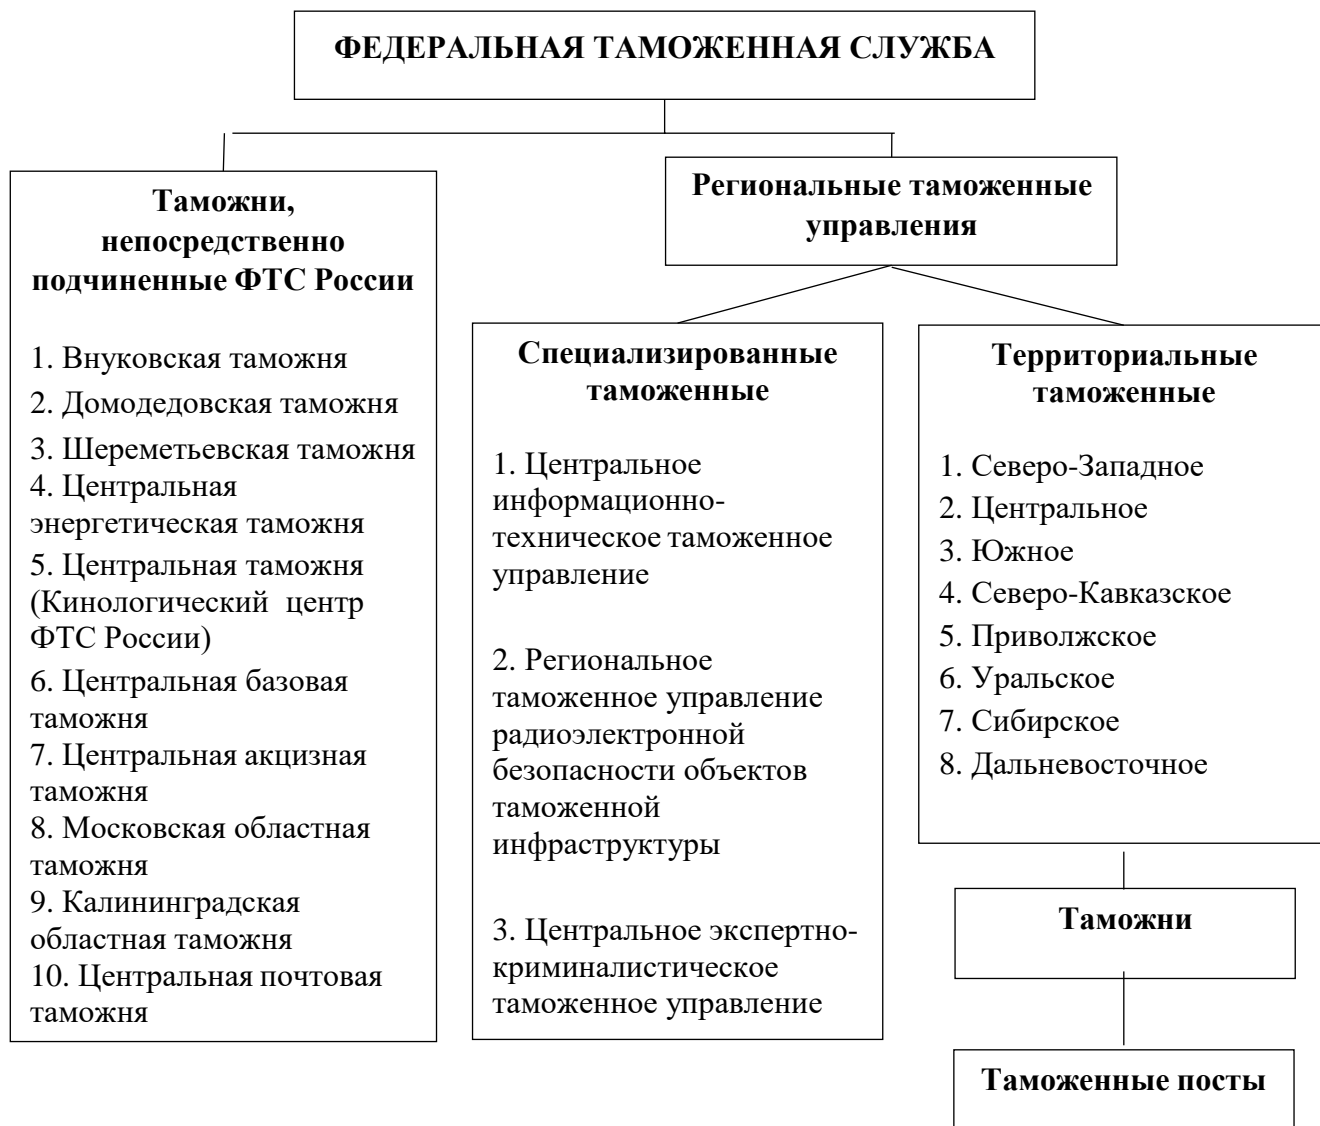 ФЕДЕРАЛЬНАЯ ТАМОЖЕННАЯ СЛУЖБА
Таможни,
непосредственно
подчиненные ФТС России
1. Внуковская таможня
2. Домодедовская таможня
3. Шереметьевская таможня
4. Центральная
энергетическая таможня
5. Центральная таможня
(Кинологический центр
ФТС России)
6. Центральная базовая
таможня
7. Центральная акцизная
таможня
8. Московская областная
таможня
9. Калининградская
областная таможня
10. Центральная почтовая
таможня
Региональные таможенные
управления
Специализированные
таможенные
1. Центральное
информационно-
техническое таможенное
управление
2. Региональное
таможенное управление
радиоэлектронной
безопасности объектов
таможенной
инфраструктуры
3. Центральное экспертно-
криминалистическое
таможенное управление
Территориальные
таможенные
1. Северо-Западное
2. Центральное
3. Южное
4. Северо-Кавказское
5. Приволжское
6. Уральское
7. Сибирское
8. Дальневосточное
Таможни
Таможенные посты